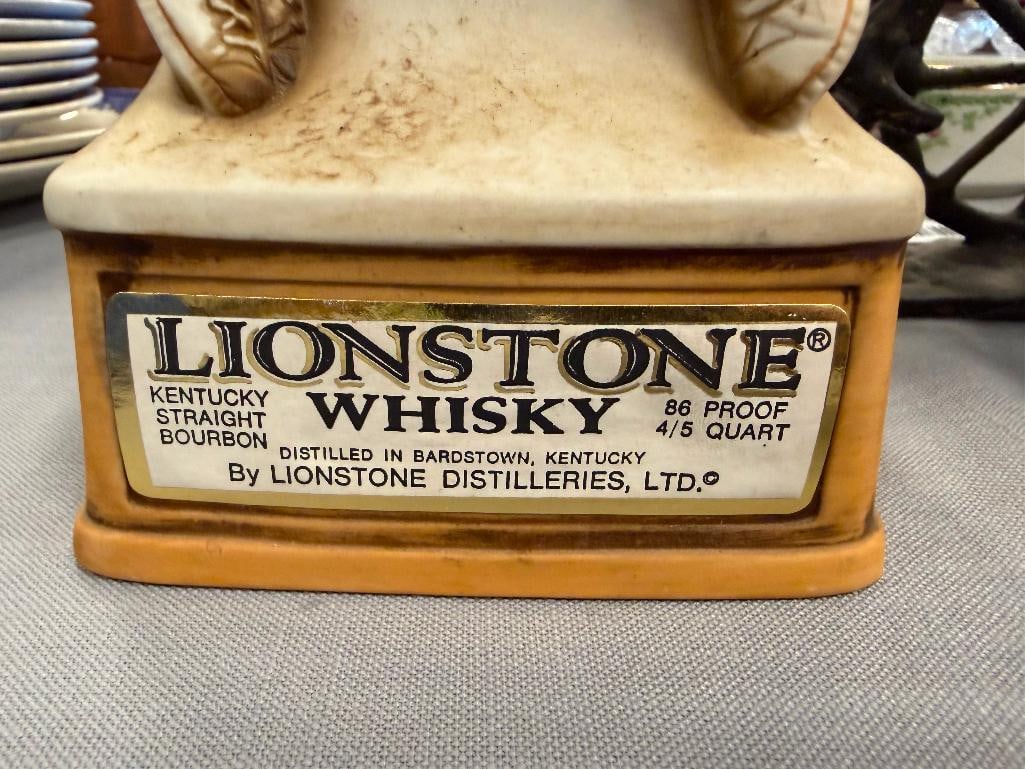 LIONSTONE®
WHISKY
KENTUCKY
STRAIGHT
BOURBON
86 PROOF
4/5 QUART
DISTILLED IN BARDSTOWN, KENTUCKY
By LIONSTONE DISTILLERIES, LTD.©